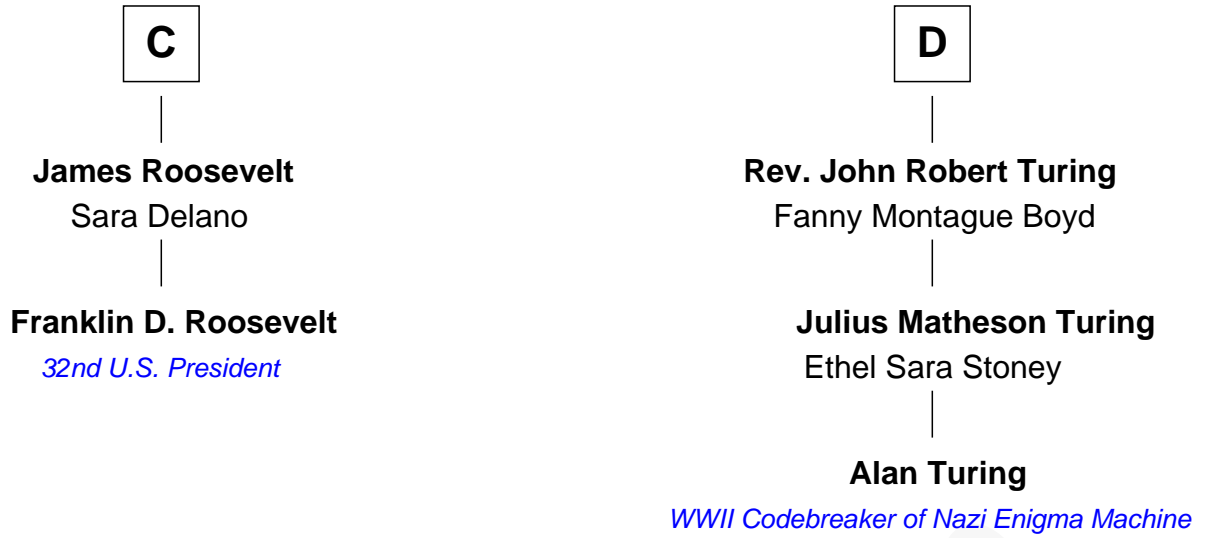 C
James Roosevelt
Sara Delano
Franklin D. Roosevelt
32nd U.S. President
D
Rev. John Robert Turing
Fanny Montague Boyd
Julius Matheson Turing
Ethel Sara Stoney
Alan Turing
WWII Codebreaker of Nazi Enigma Machine